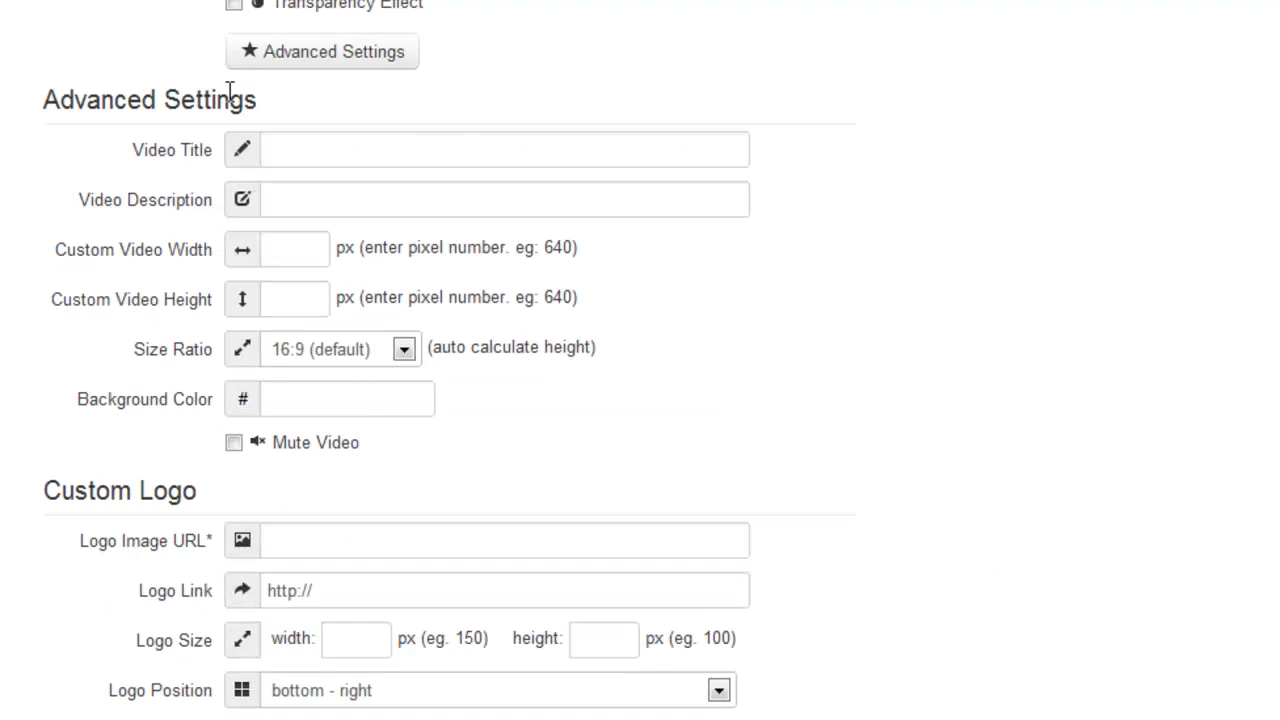 Transparency Effect
Advanced Settings
Advanced Settings
Video Title
Video Description
Custom Video Width px (enter pixel number. eg: 640)
Custom Video Height px (enter pixel number. eg: 640)
Size Ratio 16:9 (default) (auto calculate height)
Background Color #
Mute Video
Custom Logo
Logo Image URL*
Logo Link http://
Logo Size width: px (eg. 150) height: px (eg. 100)
Logo Position bottom - right